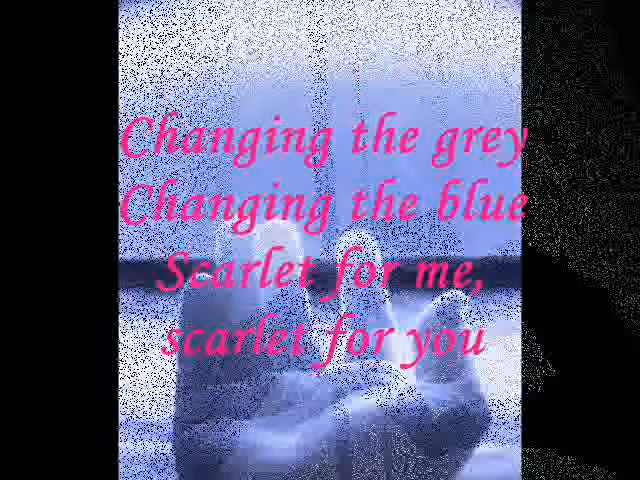 Changing the grey
Changing the blue
Scarlet for me,
scarlet for you